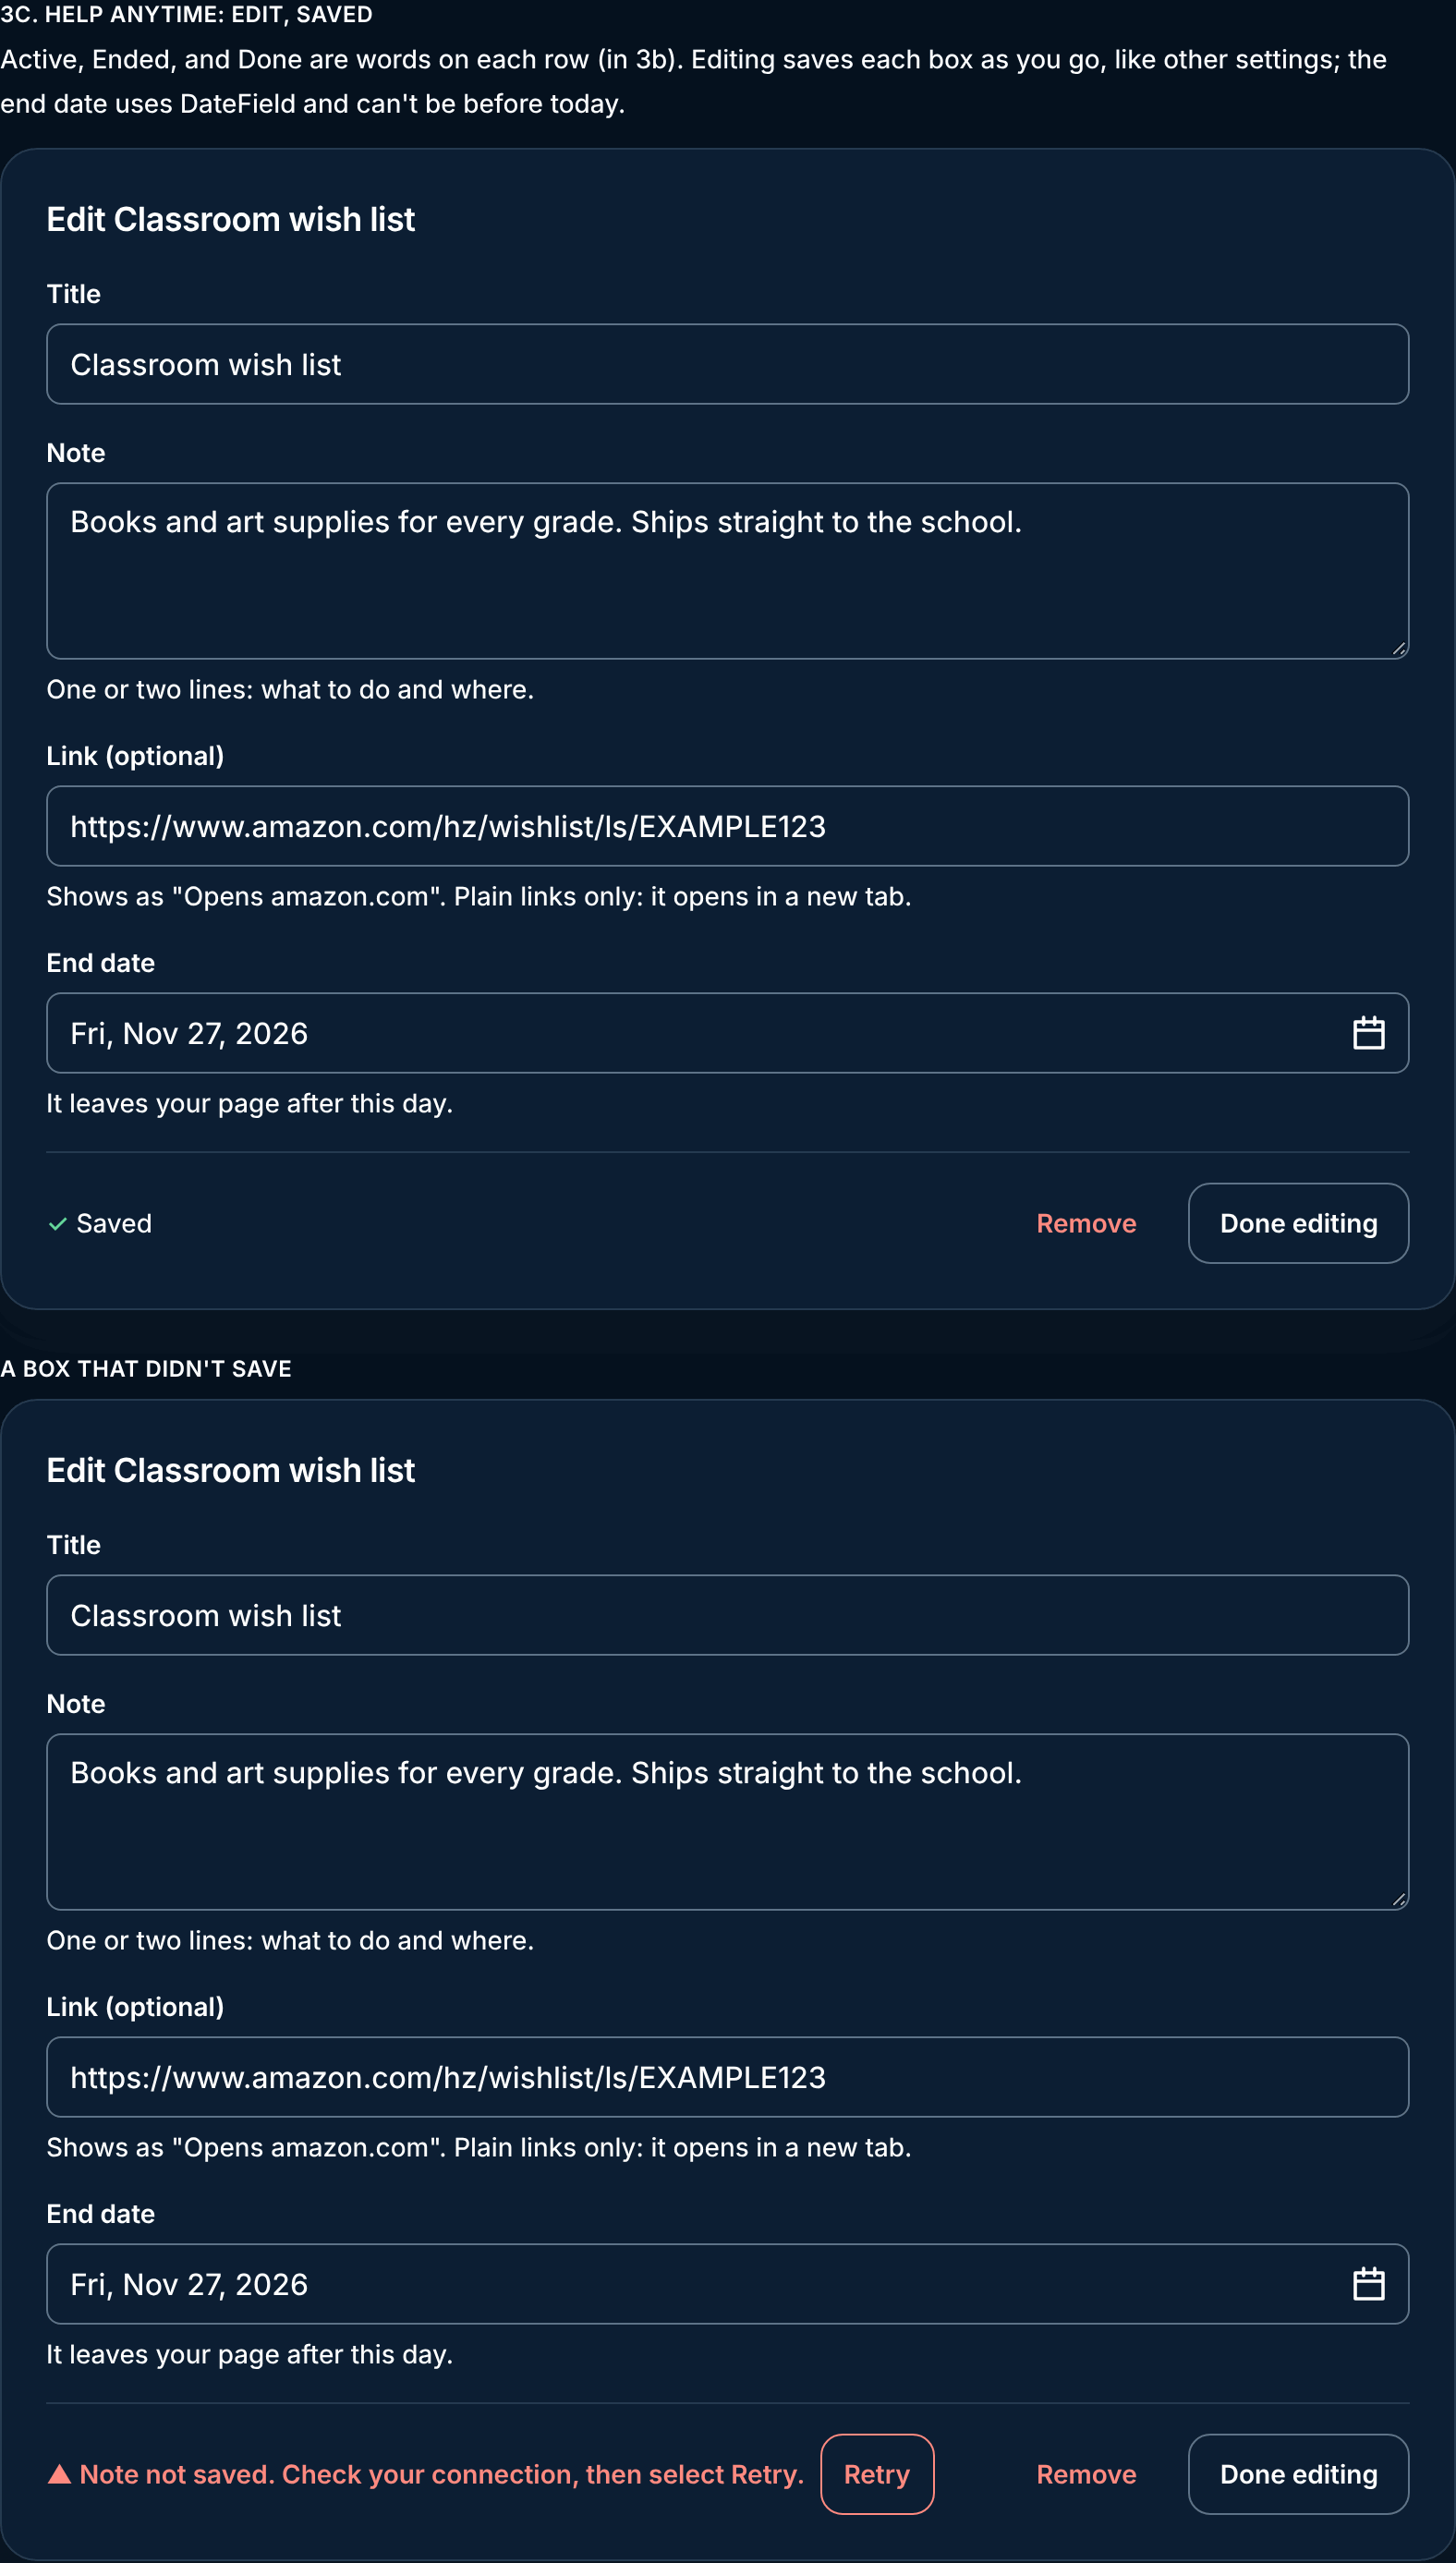 3C. HELP ANYTIME: EDIT, SAVED
Active, Ended, and Done are words on each row (in 3b). Editing saves each box as you go, like other settings; the
end date uses DateField and can't be before today.
Edit Classroom wish list
Title
Classroom wish list
Note
Books and art supplies for every grade. Ships straight to the school.
One or two lines: what to do and where.
Link (optional)
https://www.amazon.com/hz/wishlist/ls/EXAMPLE123
Shows as "Opens amazon.com". Plain links only: it opens in a new tab.
End date
Fri, Nov 27, 2026
It leaves your page after this day.
Saved Remove Done editing
A BOX THAT DIDN'T SAVE
Edit Classroom wish list
Title
Classroom wish list
Note
Books and art supplies for every grade. Ships straight to the school.
One or two lines: what to do and where.
Link (optional)
https://www.amazon.com/hz/wishlist/ls/EXAMPLE123
Shows as "Opens amazon.com". Plain links only: it opens in a new tab.
End date
Fri, Nov 27, 2026
It leaves your page after this day.
Note not saved. Check your connection, then select Retry. Retry Remove Done editing